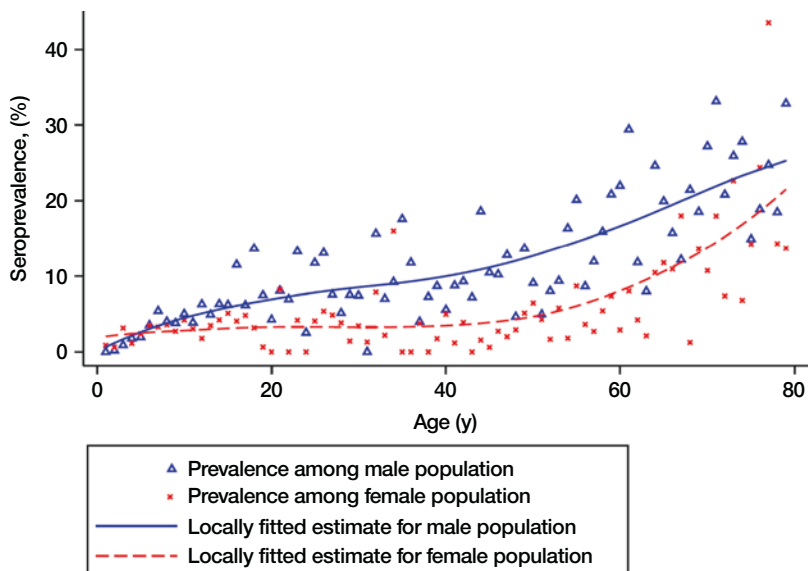 Seroprevalence, (%)
40
30
20
10
0
0 20 40 60 80
Age (y)
Prevalence among male population
Prevalence among female population
Locally fitted estimate for male population
Locally fitted estimate for female population